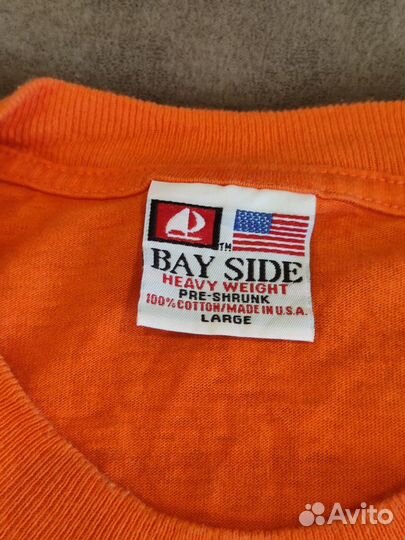 TM
BAY SIDE
HEAVY WEIGHT
PRE-SHRUNK
100% COTTON/MADE IN U.S.A.
LARGE
Avito